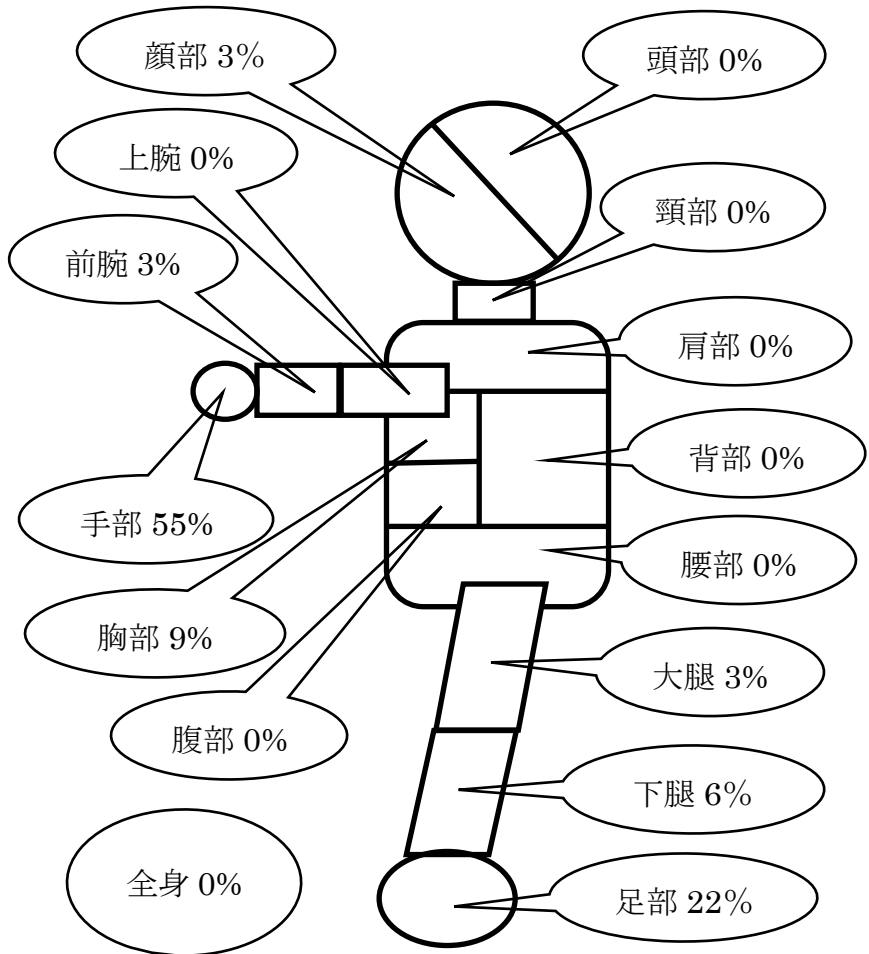 顔部 3%
頭部 0%
上腕 0%
頸部 0%
前腕 3%
肩部 0%
背部 0%
手部 55%
腰部 0%
胸部 9%
大腿 3%
腹部 0%
下腿 6%
全身 0%
足部 22%